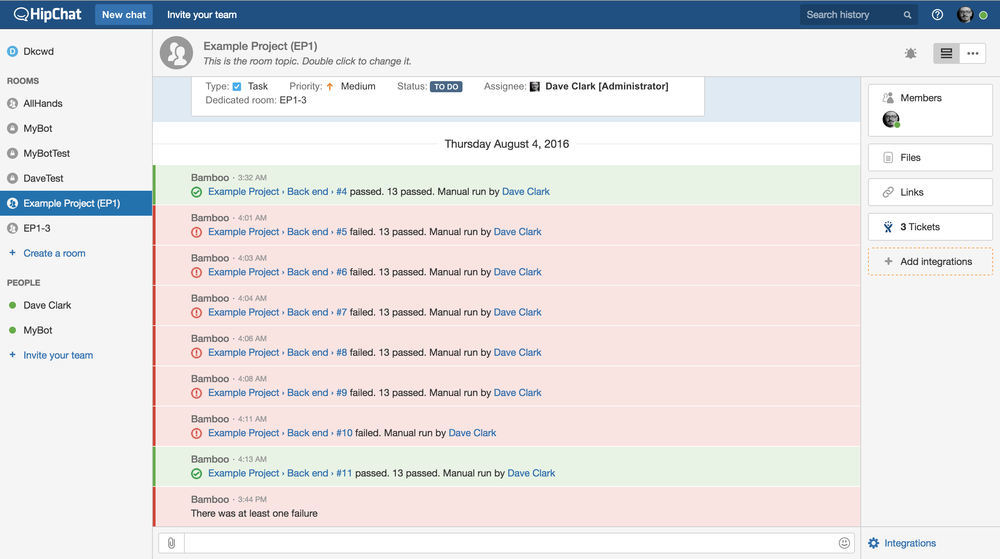 HipChat New chat Invite your team Search history
D Dkcwd
ROOMS
AllHands
MyBot
MyBotTest
DaveTest
Example Project (EP1)
EP1-3
+ Create a room
PEOPLE
Dave Clark
MyBot
+ Invite your team
Example Project (EP1)
This is the room topic. Double click to change it.
Type: Task Priority: Medium Status: TO DO Assignee: Dave Clark [Administrator]
Dedicated room: EP1-3
Thursday August 4, 2016
Bamboo · 3:32 AM
Example Project › Back end › #4 passed. 13 passed. Manual run by Dave Clark
Bamboo · 4:01 AM
Example Project › Back end › #5 failed. 13 passed. Manual run by Dave Clark
Bamboo · 4:03 AM
Example Project › Back end › #6 failed. 13 passed. Manual run by Dave Clark
Bamboo · 4:04 AM
Example Project › Back end › #7 failed. 13 passed. Manual run by Dave Clark
Bamboo · 4:06 AM
Example Project › Back end › #8 failed. 13 passed. Manual run by Dave Clark
Bamboo · 4:08 AM
Example Project › Back end › #9 failed. 13 passed. Manual run by Dave Clark
Bamboo · 4:11 AM
Example Project › Back end › #10 failed. Manual run by Dave Clark
Bamboo · 4:13 AM
Example Project › Back end › #11 passed. 13 passed. Manual run by Dave Clark
Bamboo · 3:44 PM
There was at least one failure
Members
Files
Links
3 Tickets
+ Add integrations
Integrations